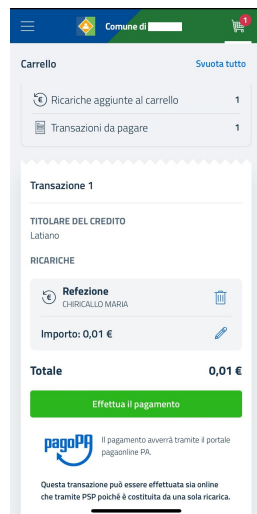 Comune di
1
Carrello
Svuota tutto
Ricariche aggiunte al carrello 1
Transazioni da pagare 1
Transazione 1
TITOLARE DEL CREDITO
Latiano
RICARICHE
Refezione
CHIRICALLO MARIA
Importo: 0,01 €
Totale 0,01 €
Effettua il pagamento
pagoPA
Il pagamento avverrà tramite il portale
pagaonline PA.
Questa transazione può essere effettuata sia online
che tramite PSP poiché è costituita da una sola ricarica.